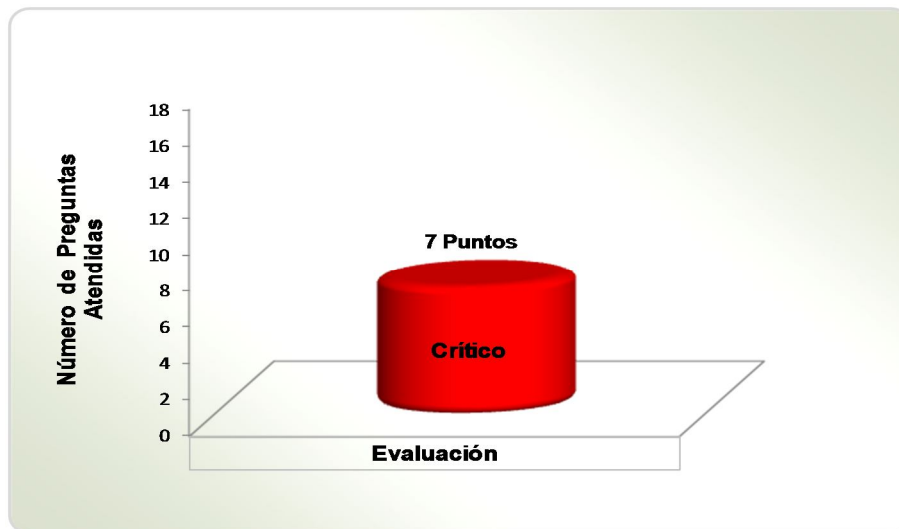 Número de Preguntas
Atendidas
18
16
14
12
10
8
6
4
2
0
7 Puntos
Crítico
Evaluación